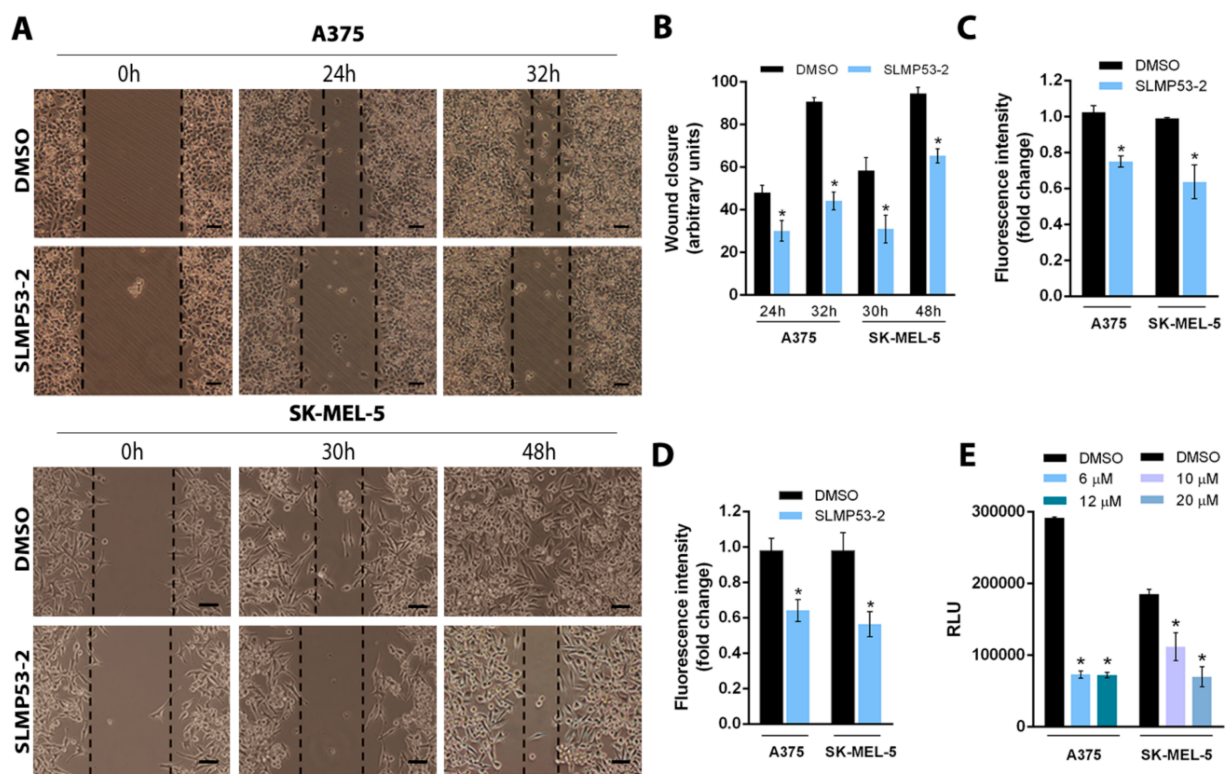 A
A375
0h 24h 32h
DMSO
SLMP53-2
SK-MEL-5
0h 30h 48h
DMSO
SLMP53-2
B
DMSO SLMP53-2
Wound closure
(arbitrary units)
100
80
60
40
20
0
24h 32h 30h 48h
A375 SK-MEL-5
* * * *
C
DMSO
SLMP53-2
Fluorescence intensity
(fold change)
1.2
1.0
0.8
0.6
0.4
0.2
0.0
* *
A375 SK-MEL-5
D
DMSO
SLMP53-2
Fluorescence intensity
(fold change)
1.2
1.0
0.8
0.6
0.4
0.2
0.0
* *
A375 SK-MEL-5
E
DMSO DMSO
6 μM 10 μM
12 μM 20 μM
RLU
300000
200000
100000
0
* * * *
A375 SK-MEL-5